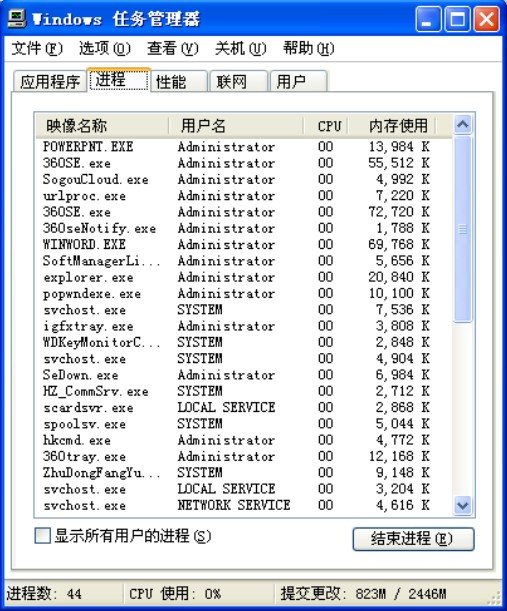 Windows 任务管理器
文件(F) 选项(O) 查看(V) 关机(U) 帮助(H)
应用程序 进程 性能 联网 用户
映像名称 用户名 CPU 内存使用
POWERPNT.EXE Administrator 00 13,984 K
360SE.exe Administrator 00 55,512 K
SogouCloud.exe Administrator 00 4,992 K
urlproc.exe Administrator 00 7,220 K
360SE.exe Administrator 00 72,720 K
360seNotify.exe Administrator 00 1,788 K
WINWORD.EXE Administrator 00 69,768 K
SoftManagerLi... Administrator 00 5,656 K
explorer.exe Administrator 00 20,840 K
popwndexe.exe Administrator 00 10,100 K
svchost.exe SYSTEM 00 7,536 K
igfxtray.exe Administrator 00 3,808 K
WDKeyMonitorC... SYSTEM 00 2,848 K
svchost.exe SYSTEM 00 4,904 K
SeDown.exe Administrator 00 6,984 K
HZ_CommSrv.exe SYSTEM 00 2,712 K
scardsvr.exe LOCAL SERVICE 00 2,868 K
spoolsv.exe SYSTEM 00 5,044 K
hkcmd.exe Administrator 00 4,772 K
360tray.exe Administrator 00 12,168 K
ZhuDongFangYu... SYSTEM 00 9,148 K
svchost.exe LOCAL SERVICE 00 3,204 K
svchost.exe NETWORK SERVICE 00 4,616 K
显示所有用户的进程(S) 结束进程(E)
进程数: 44 CPU 使用: 0% 提交更改: 823M / 2446M